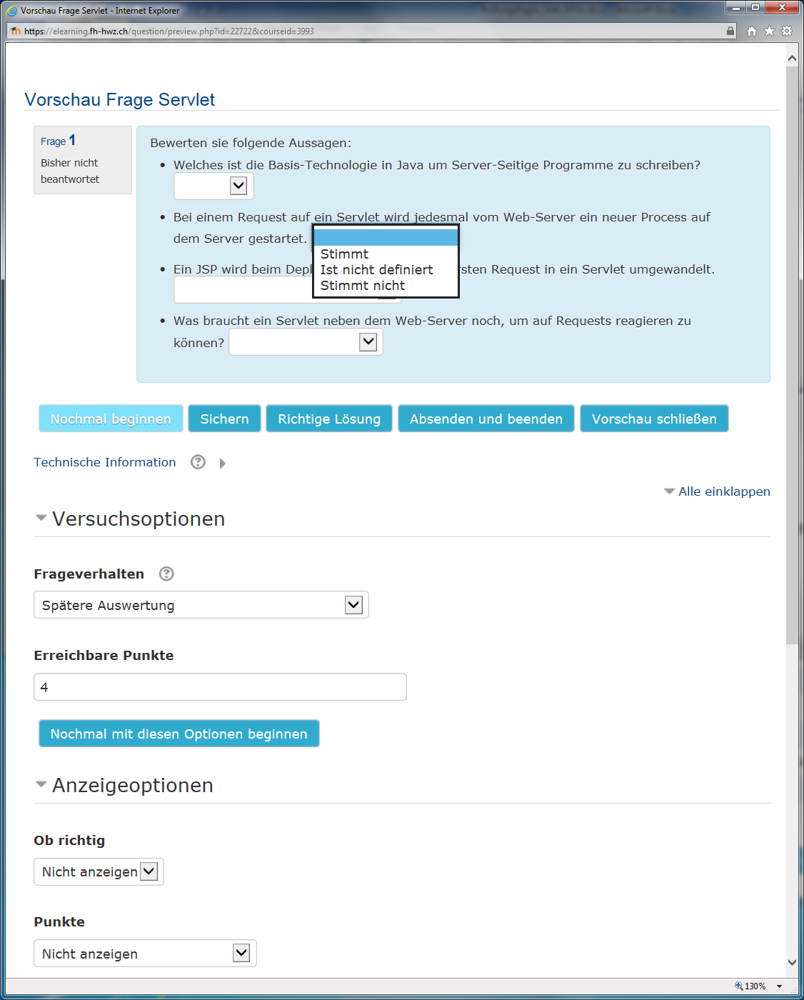 Vorschau Frage Servlet - Internet Explorer
https://elearning.fh-hwz.ch/question/preview.php?id=22722&courseid=3993
Vorschau Frage Servlet
Frage 1
Bisher nicht
beantwortet
Bewerten sie folgende Aussagen:
• Welches ist die Basis-Technologie in Java um Server-Seitige Programme zu schreiben?
• Bei einem Request auf ein Servlet wird jedesmal vom Web-Server ein neuer Process auf
dem Server gestartet.
Stimmt
Ist nicht definiert
Stimmt nicht
• Ein JSP wird beim Request in ein Servlet umgewandelt.
• Was braucht ein Servlet neben dem Web-Server noch, um auf Requests reagieren zu
können?
Nochmal beginnen
Sichern
Richtige Lösung
Absenden und beenden
Vorschau schließen
Technische Information
Alle einklappen
Versuchsoptionen
Frageverhalten
Spätere Auswertung
Erreichbare Punkte
4
Nochmal mit diesen Optionen beginnen
Anzeigeoptionen
Ob richtig
Nicht anzeigen
Punkte
Nicht anzeigen
130%